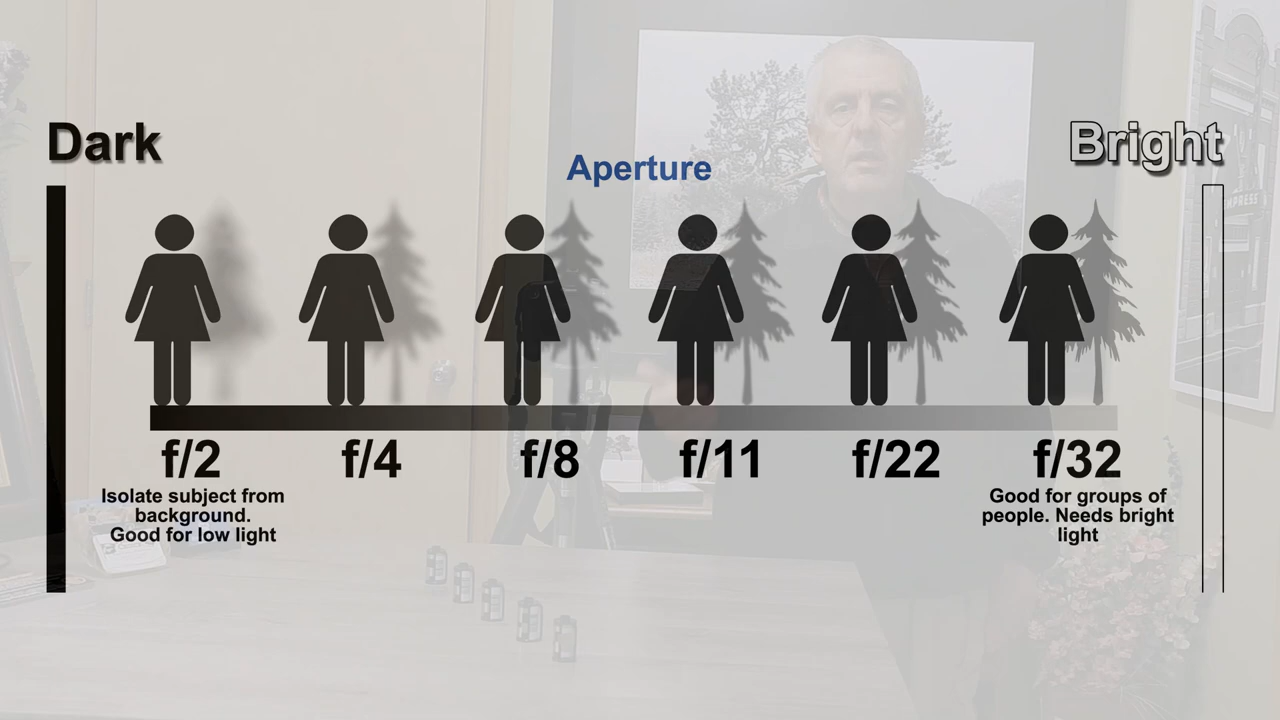 Dark
Bright
Aperture
f/2
f/4
f/8
f/11
f/22
f/32
Isolate subject from
background.
Good for low light
Good for groups of
people. Needs bright
light
PRESS